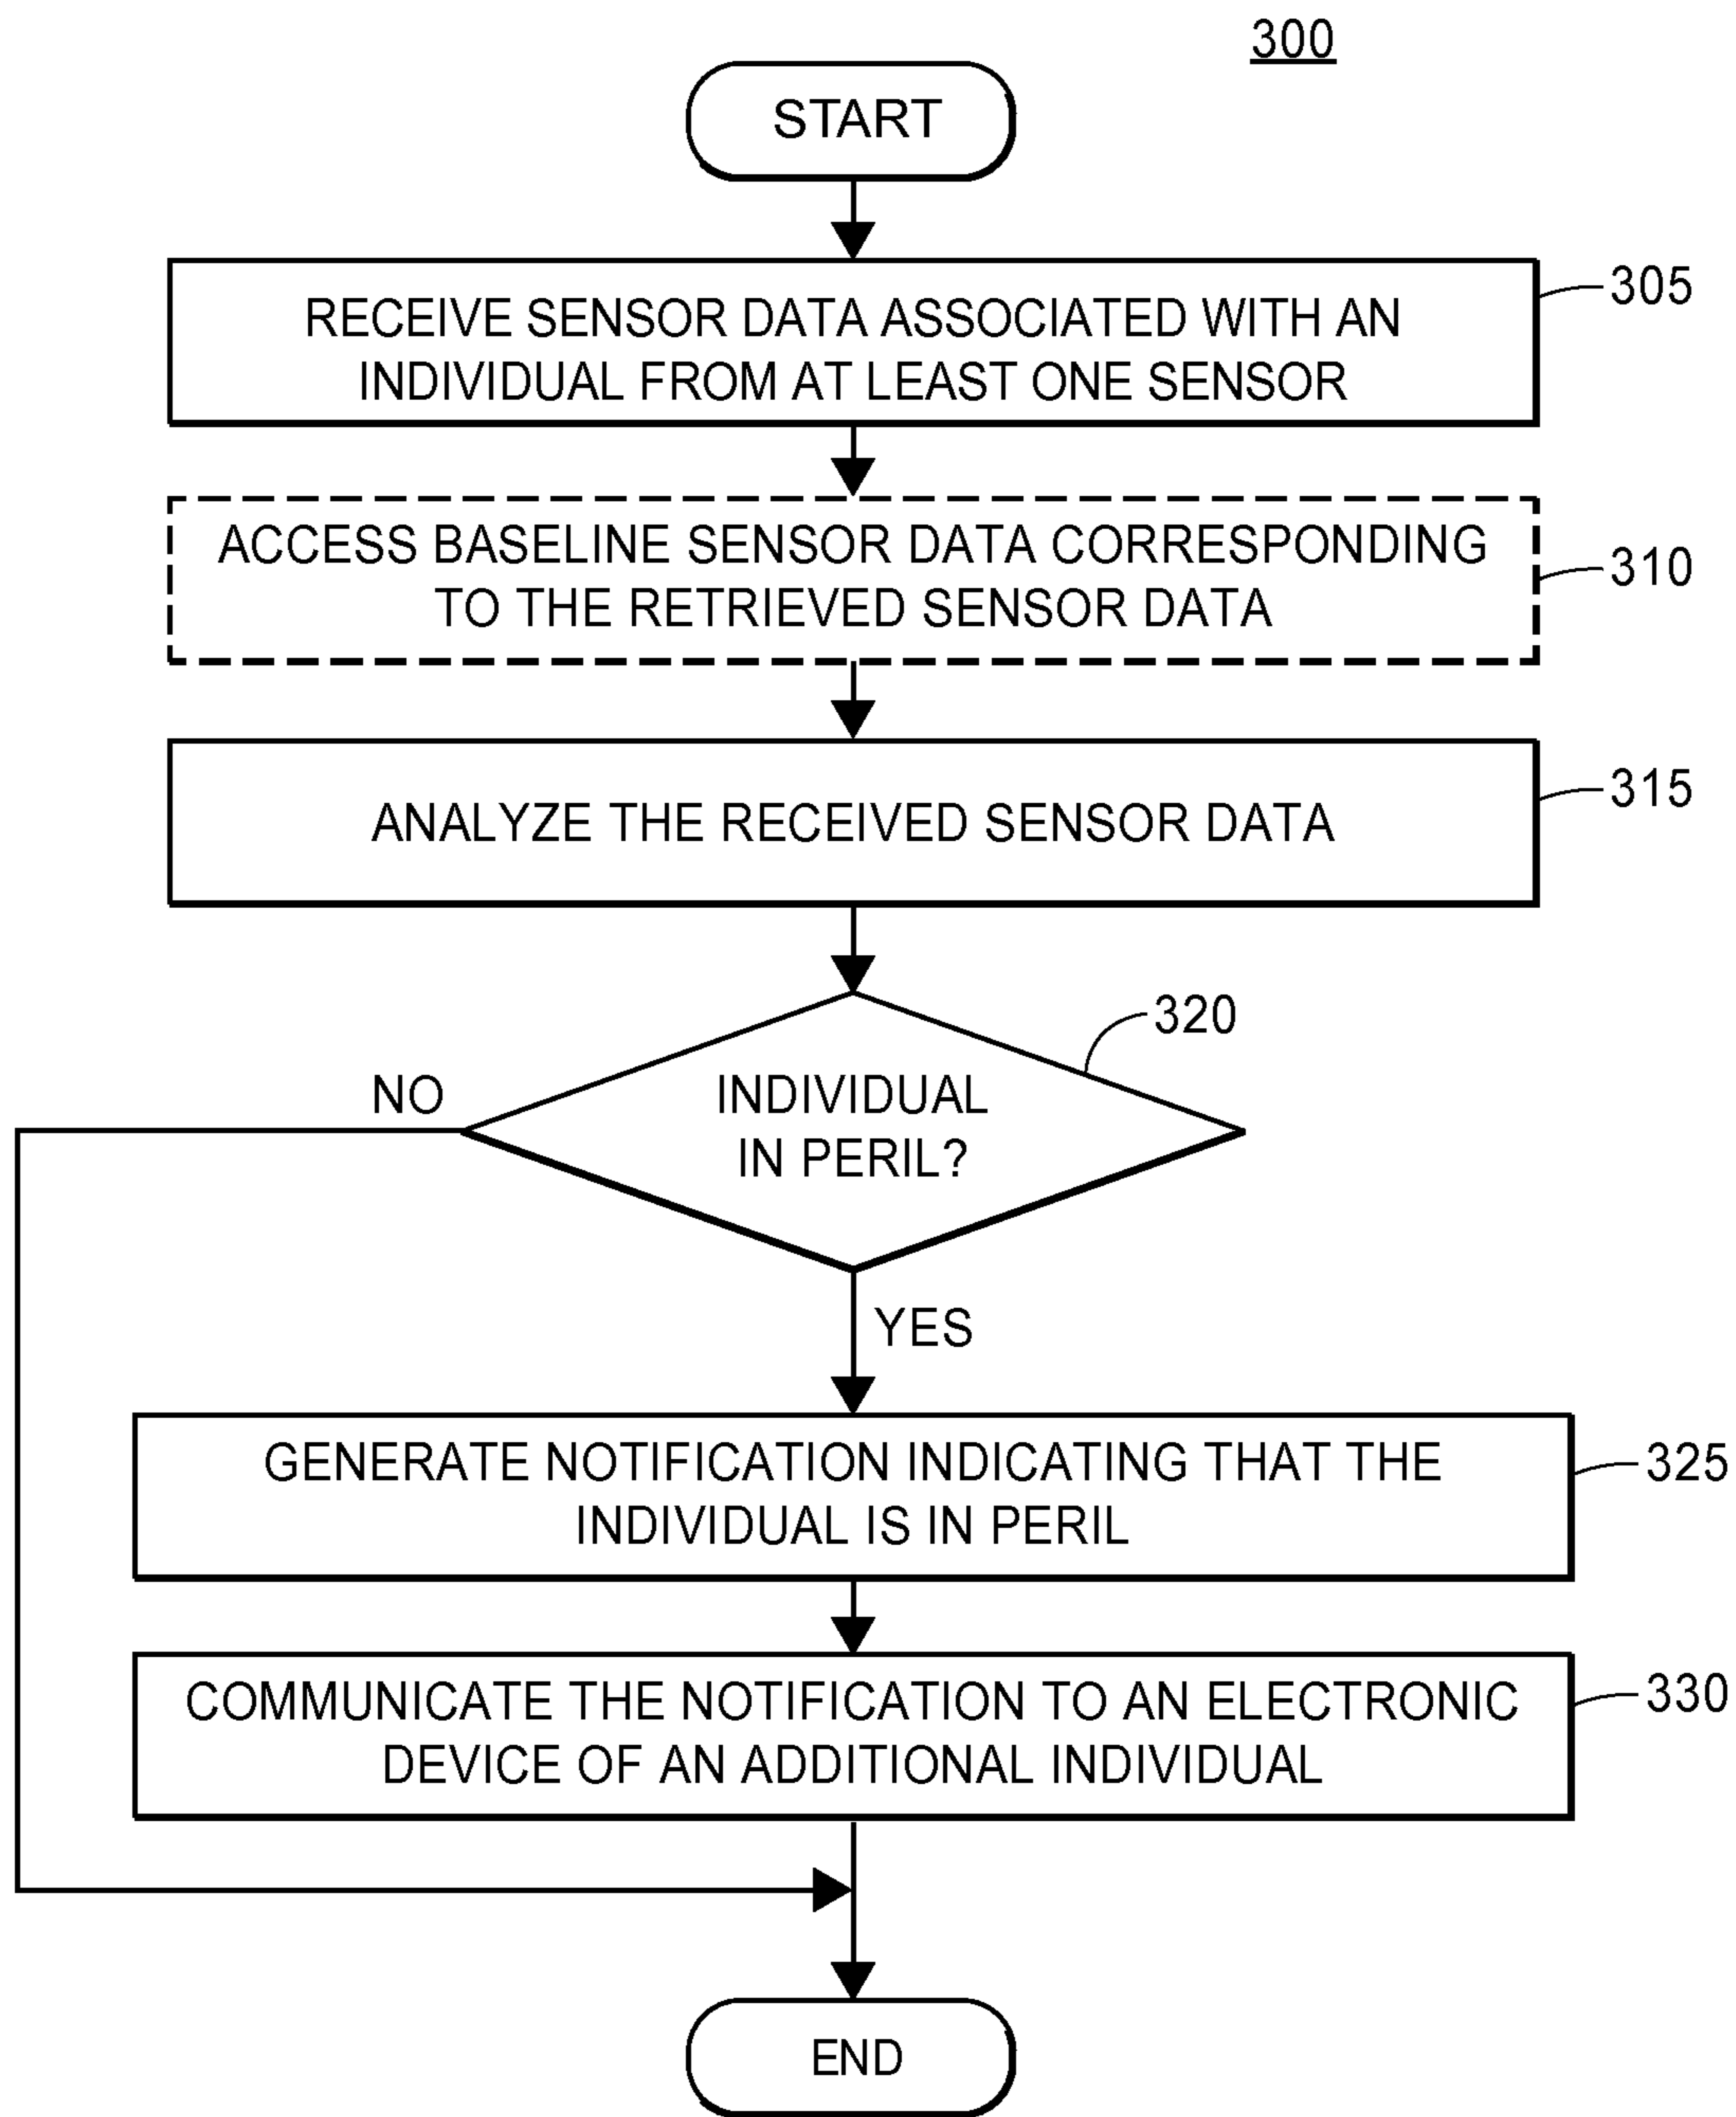 300
START
RECEIVE SENSOR DATA ASSOCIATED WITH AN
INDIVIDUAL FROM AT LEAST ONE SENSOR
305
ACCESS BASELINE SENSOR DATA CORRESPONDING
TO THE RETRIEVED SENSOR DATA
310
ANALYZE THE RECEIVED SENSOR DATA
315
320
NO
INDIVIDUAL
IN PERIL?
YES
GENERATE NOTIFICATION INDICATING THAT THE
INDIVIDUAL IS IN PERIL
325
COMMUNICATE THE NOTIFICATION TO AN ELECTRONIC
DEVICE OF AN ADDITIONAL INDIVIDUAL
330
END